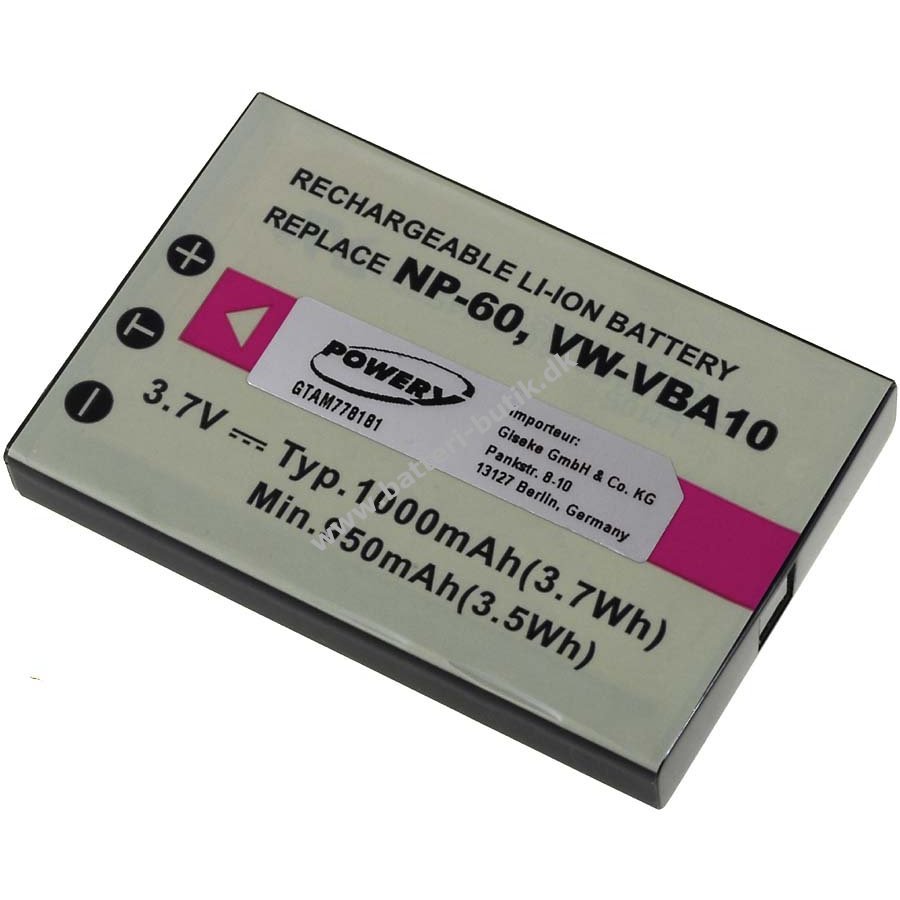 RECHARGEABLE LI-ION BATTERY
REPLACE NP-60, VW-VBA10
+
T
-
POWERY
GTAM778181
Importeur:
Giseke GmbH & Co. KG
Pankstr. 8-10
13127 Berlin, Germany
3.7V Typ.1000mAh(3.7Wh)
Min.950mAh(3.5Wh)
www.batteri-butik.dk